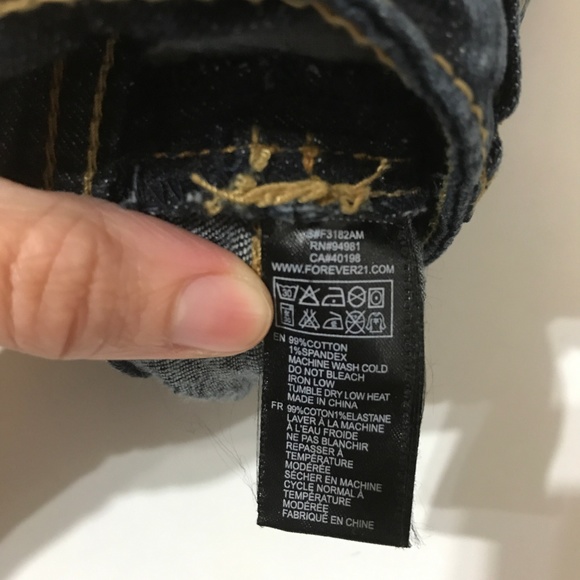 S#F3182AM
RN#94981
CA#40198
WWW.FOREVER21.COM
30
EN 99%COTTON
1%SPANDEX
MACHINE WASH COLD
DO NOT BLEACH
IRON LOW
TUMBLE DRY LOW HEAT
MADE IN CHINA
FR 99%COTON1%ELASTANE
LAVER À LA MACHINE
À L'EAU FROIDE
NE PAS BLANCHIR
REPASSER À
TEMPÉRATURE
MODÉRÉE
SÉCHER EN MACHINE
CYCLE NORMAL À
TEMPÉRATURE
MODÉRÉE
FABRIQUÉ EN CHINE